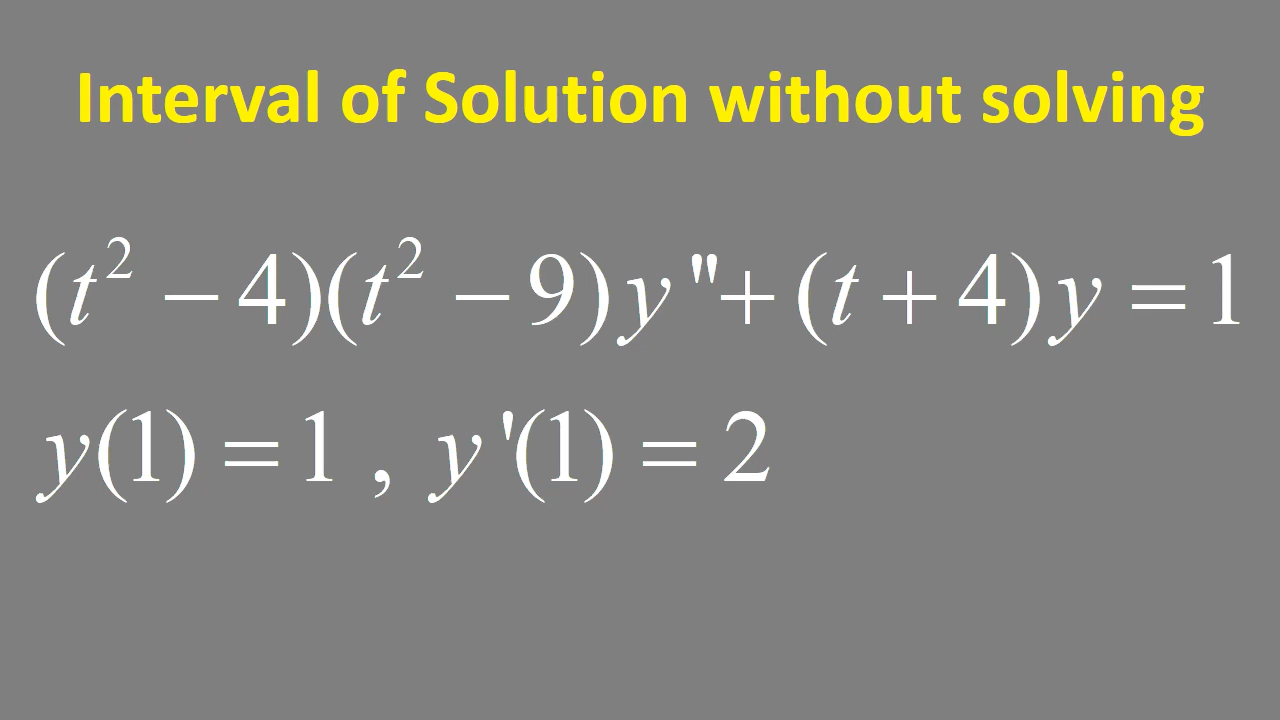 Interval of Solution without solving
(t² − 4)(t² − 9)y"+ (t + 4)y = 1
y(1) = 1 , y'(1) = 2